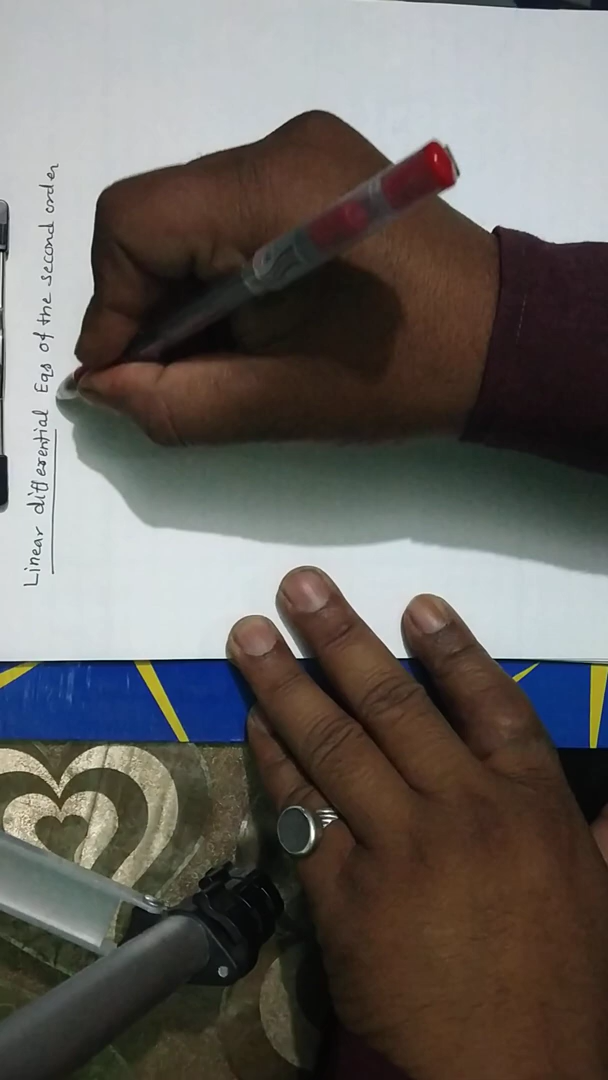 Linear differential Eqs of the second order